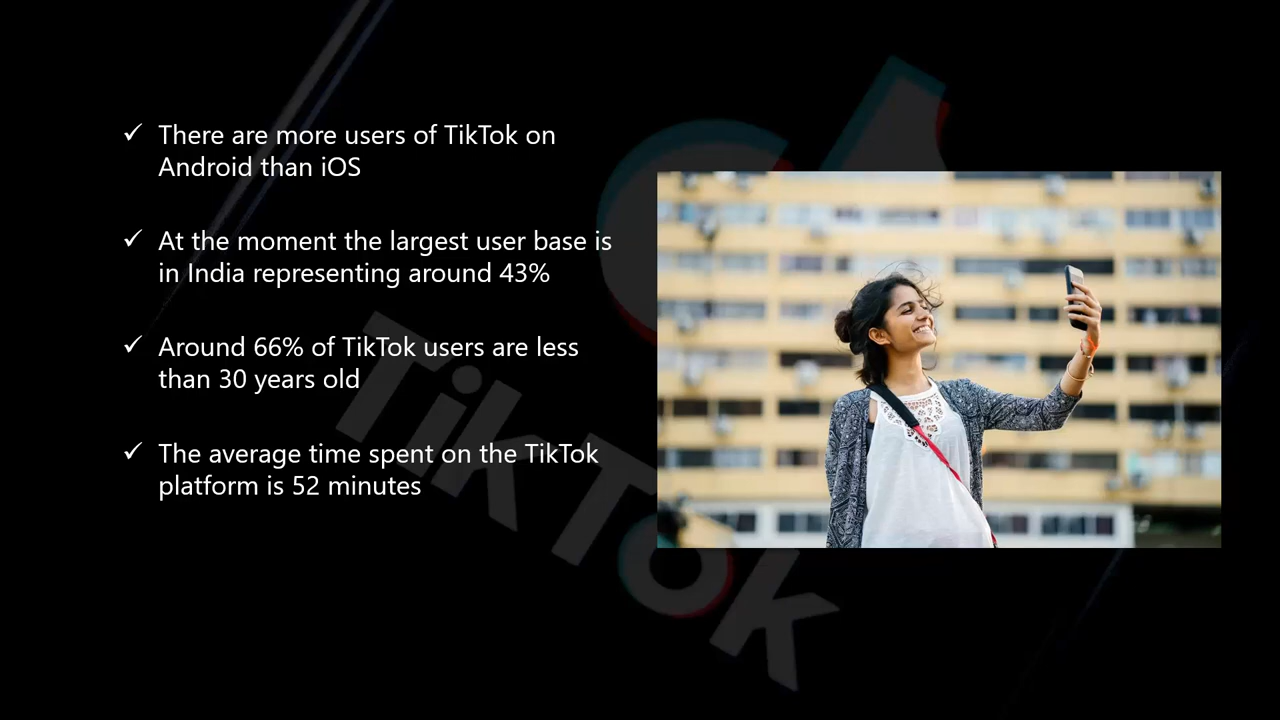 There are more users of TikTok on
Android than iOS
At the moment the largest user base is
in India representing around 43%
Around 66% of TikTok users are less
than 30 years old
The average time spent on the TikTok
platform is 52 minutes
TikTok